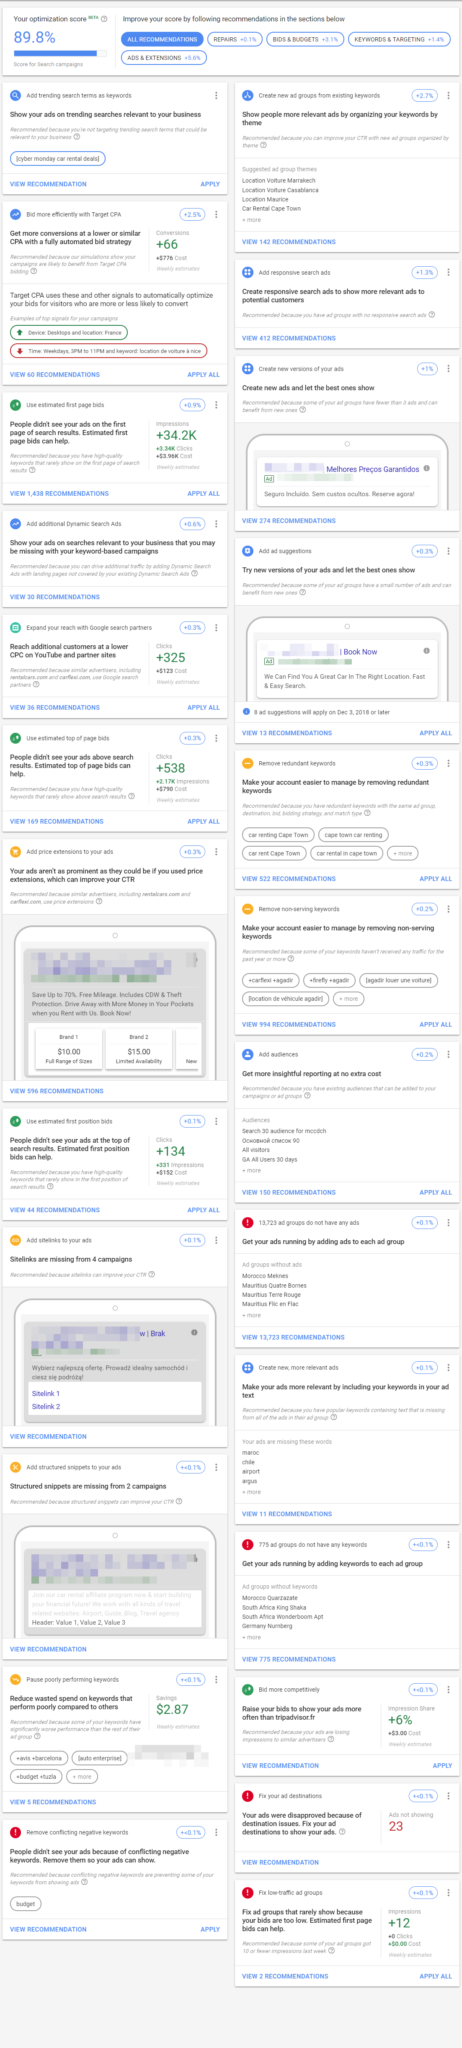 Your optimization score BETA
89.8%
Score for Search campaigns
Improve your score by following recommendations in the sections below
ALL RECOMMENDATIONS
REPAIRS +0.1%
BIDS & BUDGETS +3.1%
KEYWORDS & TARGETING +1.4%
ADS & EXTENSIONS +5.6%
Add trending search terms as keywords
Show your ads on trending searches relevant to your business
Recommended because you're not targeting trending search terms that could be
relevant to your business
[cyber monday car rental deals]
VIEW RECOMMENDATION
APPLY
Bid more efficiently with Target CPA
+2.5%
Get more conversions at a lower or similar
CPA with a fully automated bid strategy
Recommended because our simulations show your
campaigns are likely to benefit from Target CPA
bidding
Conversions
+66
+$776 Cost
Weekly estimates
Target CPA uses these and other signals to automatically optimize
your bids for visitors who are more or less likely to convert
Examples of top signals for your campaigns
Device: Desktops and location: France
Time: Weekdays, 3PM to 11PM and keyword: location de voiture à nice
VIEW 60 RECOMMENDATIONS
APPLY ALL
Use estimated first page bids
+0.9%
People didn't see your ads on the first
page of search results. Estimated first
page bids can help.
Recommended because you have high-quality
keywords that rarely show on the first page of search
results
Impressions
+34.2K
+3.34K Clicks
+$3.96K Cost
Weekly estimates
VIEW 1,438 RECOMMENDATIONS
APPLY ALL
Add additional Dynamic Search Ads
+0.6%
Show your ads on searches relevant to your business that you may
be missing with your keyword-based campaigns
Recommended because you can drive additional traffic by adding Dynamic Search
Ads with landing pages not covered by your existing Dynamic Search Ads
VIEW 30 RECOMMENDATIONS
Expand your reach with Google search partners
+0.3%
Reach additional customers at a lower
CPC on YouTube and partner sites
Recommended because similar advertisers, including
rentalcars.com and carflexi.com, use Google search
partners
Clicks
+325
+$123 Cost
Weekly estimates
VIEW 36 RECOMMENDATIONS
APPLY ALL
Use estimated top of page bids
+0.3%
People didn't see your ads above search
results. Estimated top of page bids can
help.
Recommended because you have high-quality
keywords that rarely show above search results
Clicks
+538
+2.17K Impressions
+$790 Cost
Weekly estimates
VIEW 169 RECOMMENDATIONS
APPLY ALL
Add price extensions to your ads
+0.3%
Your ads aren't as prominent as they could be if you used price
extensions, which can improve your CTR
Recommended because similar advertisers, including rentalcars.com and
carflexi.com, use price extensions
Save Up to 70%. Free Mileage. Includes CDW & Theft
Protection. Drive Away with More Money in Your Pockets
when you Rent with Us. Book Now!
Brand 1
$10.00
Full Range of Sizes
Brand 2
$15.00
Limited Availability
New
VIEW 596 RECOMMENDATIONS
Use estimated first position bids
+0.1%
People didn't see your ads at the top of
search results. Estimated first position
bids can help.
Recommended because you have high-quality
keywords that rarely show in the first position of
search results
Clicks
+134
+331 Impressions
+$152 Cost
Weekly estimates
VIEW 44 RECOMMENDATIONS
APPLY ALL
Add sitelinks to your ads
+0.1%
Sitelinks are missing from 4 campaigns
Recommended because sitelinks can improve your CTR
w | Brak
Wybierz najlepszą ofertę. Prowadź idealny samochód i
ciesz się podróżą!
Sitelink 1
Sitelink 2
VIEW RECOMMENDATION
Add structured snippets to your ads
+<0.1%
Structured snippets are missing from 2 campaigns
Recommended because structured snippets can improve your CTR
Join our car rental affiliate program now & start building
your financial future! We work with all kinds of travel
related websites: Airport, Guide, Blog, Travel agency
Header: Value 1, Value 2, Value 3
VIEW RECOMMENDATION
Pause poorly performing keywords
+<0.1%
Reduce wasted spend on keywords that
perform poorly compared to others
Recommended because some of your keywords have
significantly worse performance than the rest of their
ad group
Savings
$2.87
Weekly estimates
+avis +barcelona
[auto enterprise]
+budget +tuzla
+ more
VIEW 5 RECOMMENDATIONS
Remove conflicting negative keywords
+<0.1%
People didn't see your ads because of conflicting negative
keywords. Remove them so your ads can show.
Recommended because conflicting negative keywords are preventing some of your
keywords from showing ads
budget
VIEW RECOMMENDATION
APPLY
Create new ad groups from existing keywords
+2.7%
Show people more relevant ads by organizing your keywords by
theme
Recommended because you can improve your CTR with new ad groups organized by
theme
Suggested ad group themes
Location Voiture Marrakech
Location Voiture Casablanca
Location Maurice
Car Rental Cape Town
+ more
VIEW 142 RECOMMENDATIONS
Add responsive search ads
+1.3%
Create responsive search ads to show more relevant ads to
potential customers
Recommended because you have ad groups with no responsive search ads
VIEW 412 RECOMMENDATIONS
Create new versions of your ads
+1%
Create new ads and let the best ones show
Recommended because some of your ad groups have fewer than 3 ads and can
benefit from new ones
Melhores Preços Garantidos
Ad
Seguro Incluido. Sem custos ocultos. Reserve agora!
VIEW 274 RECOMMENDATIONS
Add ad suggestions
+0.3%
Try new versions of your ads and let the best ones show
Recommended because some of your ad groups have a small number of ads and can
benefit from new ones
| Book Now
Ad
We Can Find You A Great Car In The Right Location. Fast
& Easy Search.
8 ad suggestions will apply on Dec 3, 2018 or later
VIEW 13 RECOMMENDATIONS
Remove redundant keywords
+0.3%
Make your account easier to manage by removing redundant
keywords
Recommended because you have redundant keywords with the same ad group,
destination, bid, bidding strategy, and match type
car renting Cape Town
cape town car renting
car rent Cape Town
car rental in cape town
+ more
VIEW 522 RECOMMENDATIONS
APPLY ALL
Remove non-serving keywords
+0.2%
Make your account easier to manage by removing non-serving
keywords
Recommended because some of your keywords haven't received any traffic for the
past year or more
+carflexi +agadir
+firefly +agadir
[agadir louer une voiture]
[location de véhicule agadir]
+ more
VIEW 994 RECOMMENDATIONS
APPLY ALL
Add audiences
+0.2%
Get more insightful reporting at no extra cost
Recommended because you have existing audiences that can be added to your
campaigns or ad groups
Audiences
Search 30 audience for mccdch
Основной список 90
All visitors
GA All Users 30 days
+ more
VIEW 150 RECOMMENDATIONS
APPLY ALL
13,723 ad groups do not have any ads
+0.1%
Get your ads running by adding ads to each ad group
Ad groups without ads
Morocco Meknes
Mauritius Quatre Bornes
Mauritius Terre Rouge
Mauritius Flic en Flac
+ more
VIEW 13,723 RECOMMENDATIONS
Create new, more relevant ads
+0.1%
Make your ads more relevant by including your keywords in your ad
text
Recommended because you have popular keywords containing text that is missing
from all of the ads in their ad group
Your ads are missing these words
maroc
chile
airport
argus
+ more
VIEW 11 RECOMMENDATIONS
775 ad groups do not have any keywords
+<0.1%
Get your ads running by adding keywords to each ad group
Ad groups without keywords
Morocco Quarzazate
South Africa King Shaka
South Africa Wonderboom Apt
Germany Nurnberg
+ more
VIEW 775 RECOMMENDATIONS
Bid more competitively
+<0.1%
Raise your bids to show your ads more
often than tripadvisor.fr
Recommended because your ads are losing
impressions to similar advertisers
Impression Share
+6%
+$3.00 Cost
Weekly estimates
VIEW RECOMMENDATION
APPLY
Fix your ad destinations
+<0.1%
Your ads were disapproved because of
destination issues. Fix your ad
destinations to show your ads.
Ads not showing
23
VIEW RECOMMENDATION
Fix low-traffic ad groups
+<0.1%
Fix ad groups that rarely show because
your bids are too low. Estimated first page
bids can help.
Recommended because some of your ad groups got
10 or fewer impressions last week
Impressions
+12
+0 Clicks
+$0.00 Cost
Weekly estimates
VIEW 2 RECOMMENDATIONS
APPLY ALL